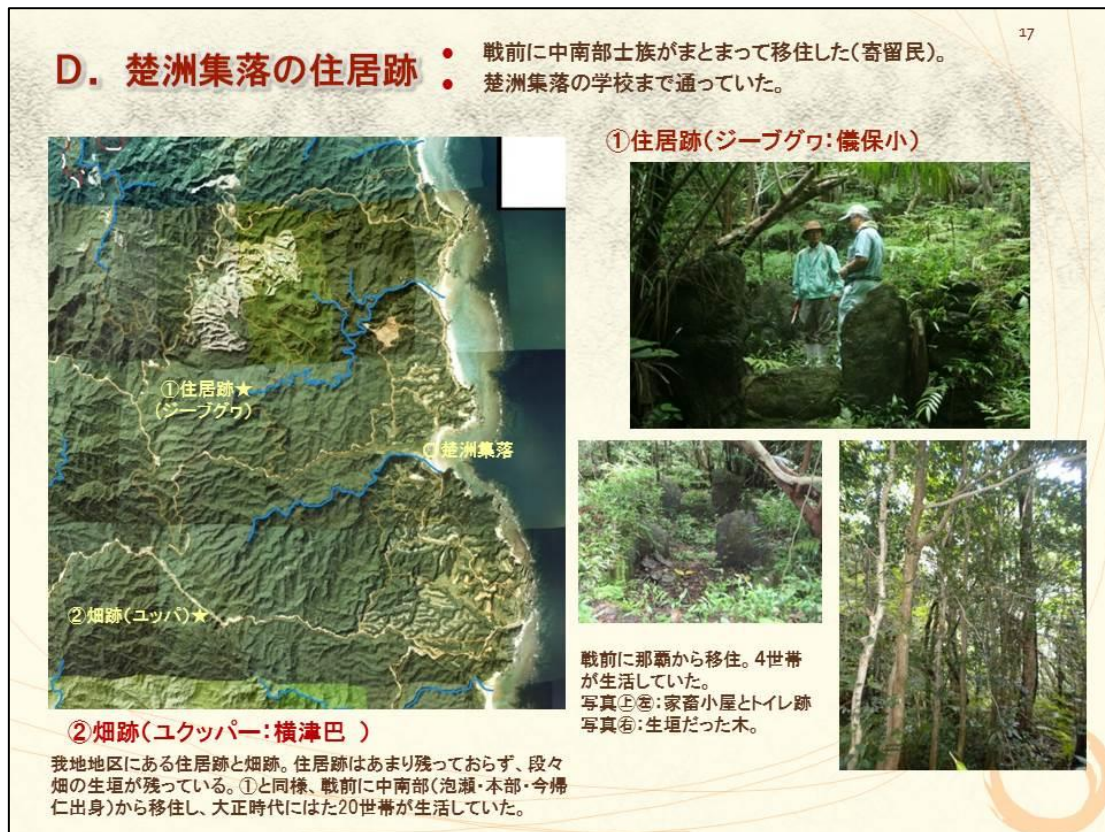 17
D. 楚洲集落の住居跡
● 戦前に中南部士族がまとまって移住した(寄留民)。
● 楚洲集落の学校まで通っていた。
①住居跡(ジーブグヮ:儀保小)
①住居跡★
(ジーブグヮ)
○楚洲集落
②畑跡(ユッパ)★
戦前に那覇から移住。4世帯
が生活していた。
写真㊤㊧:家畜小屋とトイレ跡
写真㊨:生垣だった木。
②畑跡(ユクッパー:横津巴 )
我地地区にある住居跡と畑跡。住居跡はあまり残っておらず、段々
畑の生垣が残っている。①と同様、戦前に中南部(泡瀬・本部・今帰
仁出身)から移住し、大正時代にはた20世帯が生活していた。